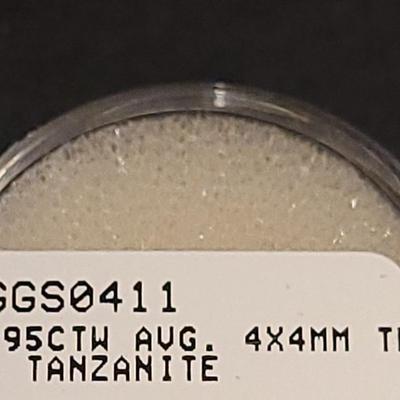 GGS0411
95CTW AVG. 4X4MM
TANZANITE